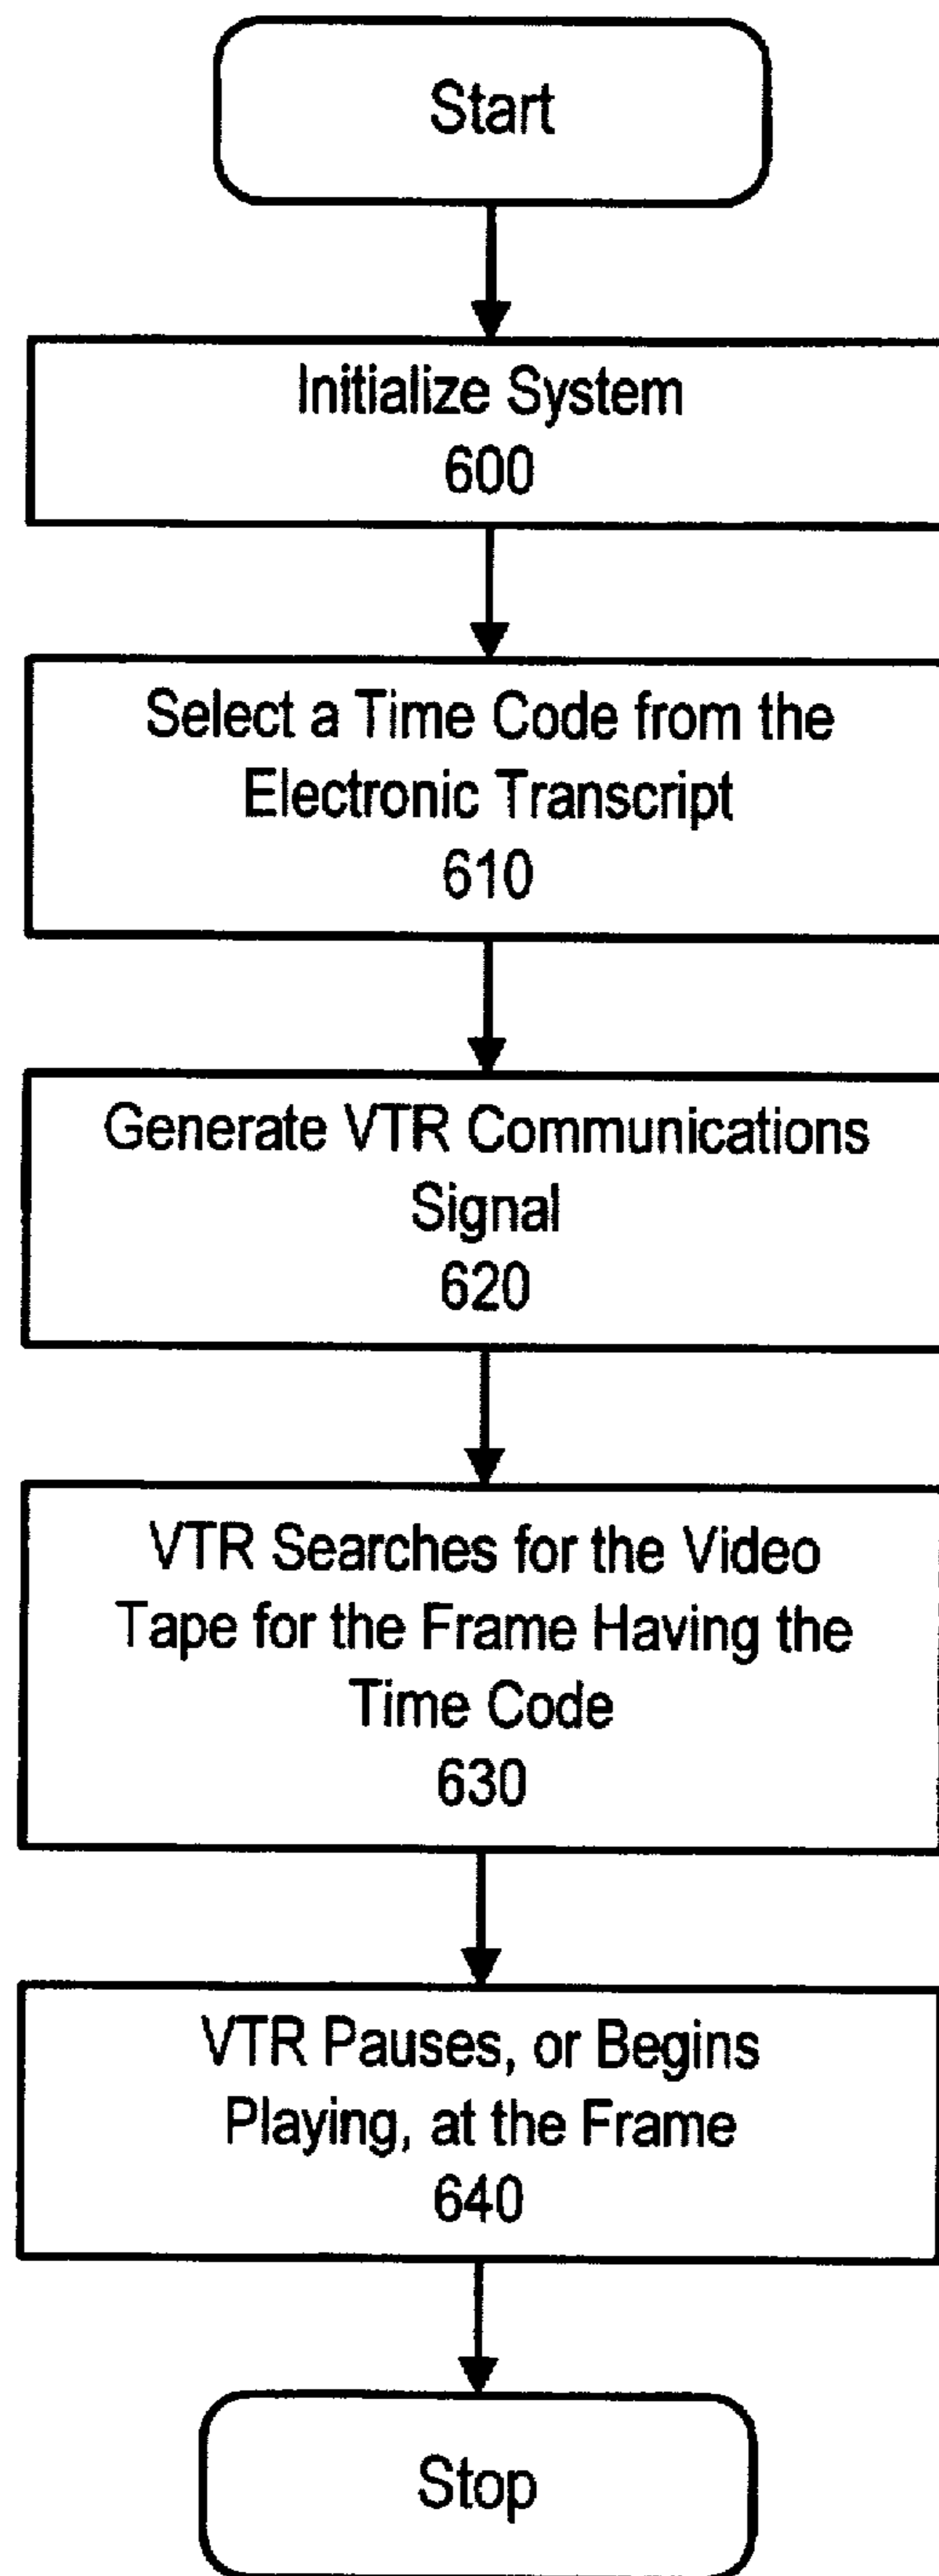 Start
Initialize System
600
Select a Time Code from the
Electronic Transcript
610
Generate VTR Communications
Signal
620
VTR Searches for the Video
Tape for the Frame Having the
Time Code
630
VTR Pauses, or Begins
Playing, at the Frame
640
Stop